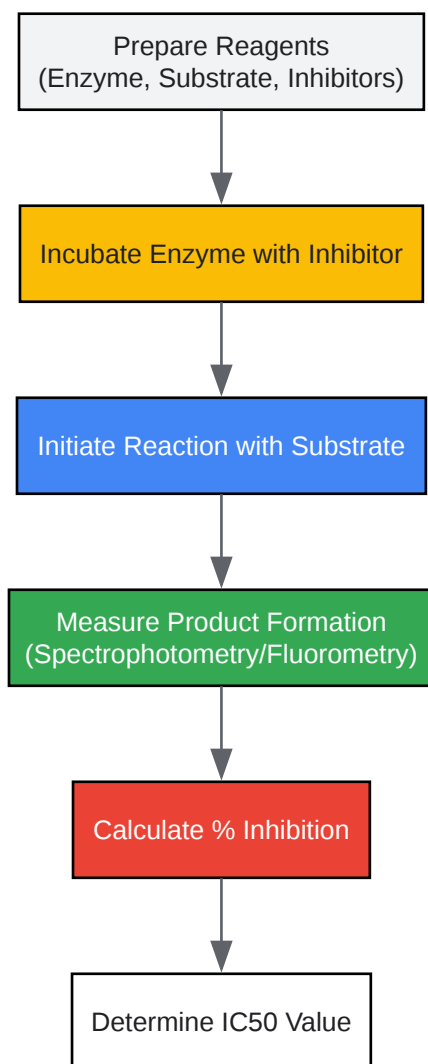 Prepare Reagents
(Enzyme, Substrate, Inhibitors)
Incubate Enzyme with Inhibitor
Initiate Reaction with Substrate
Measure Product Formation
(Spectrophotometry/Fluorometry)
Calculate % Inhibition
Determine IC50 Value